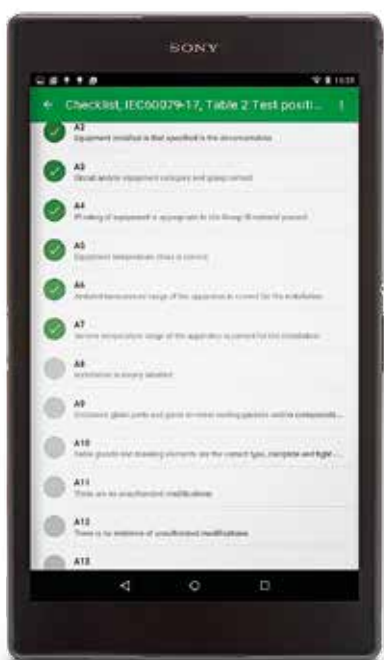 SONY
Checklist, IEC60079-17, Table 2 Test positi...
A2
Equipment installed is that specified in the documentation
A3
Circuit and/or equipment category and group correct
A4
IP rating of equipment is appropriate to the Group III material present
A5
Equipment temperature class is correct
A6
Ambient temperature range of the apparatus is correct for the installation
A7
Service temperature range of the apparatus is correct for the installation
A8
Installation is clearly labelled
A9
Enclosure, glass parts and glass-to-metal sealing gaskets and/or compounds...
A10
Cable glands and blanking elements are the correct type, complete and tight ...
A11
There are no unauthorized modifications
A12
There is no evidence of unauthorized modifications
A13